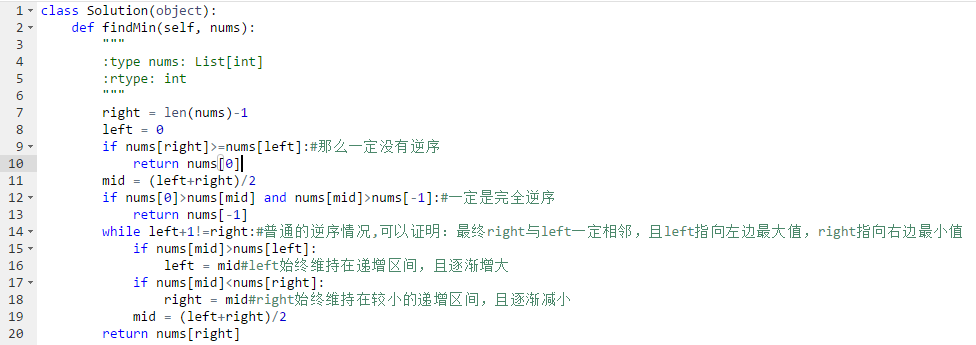 1 class Solution(object):
2     def findMin(self, nums):
3         """
4         :type nums: List[int]
5         :rtype: int
6         """
7         right = len(nums)-1
8         left = 0
9         if nums[right]>=nums[left]:#那么一定没有逆序
10             return nums[0]
11         mid = (left+right)/2
12         if nums[0]>nums[mid] and nums[mid]>nums[-1]:#一定是完全逆序
13             return nums[-1]
14         while left+1!=right:#普通的逆序情况,可以证明：最终right与left一定相邻，且left指向左边最大值，right指向右边最小值
15             if nums[mid]>nums[left]:
16                 left = mid#left始终维持在递增区间，且逐渐增大
17             if nums[mid]<nums[right]:
18                 right = mid#right始终维持在较小的递增区间，且逐渐减小
19             mid = (left+right)/2
20         return nums[right]